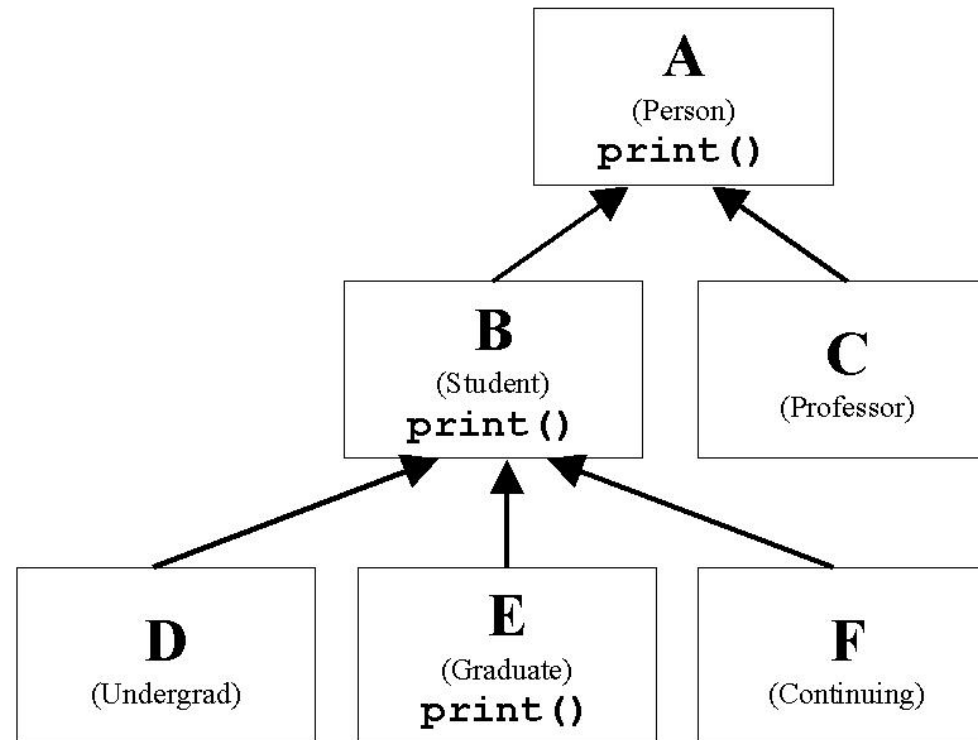 A
(Person)
print()
B
(Student)
print()
C
(Professor)
D
(Undergrad)
E
(Graduate)
print()
F
(Continuing)